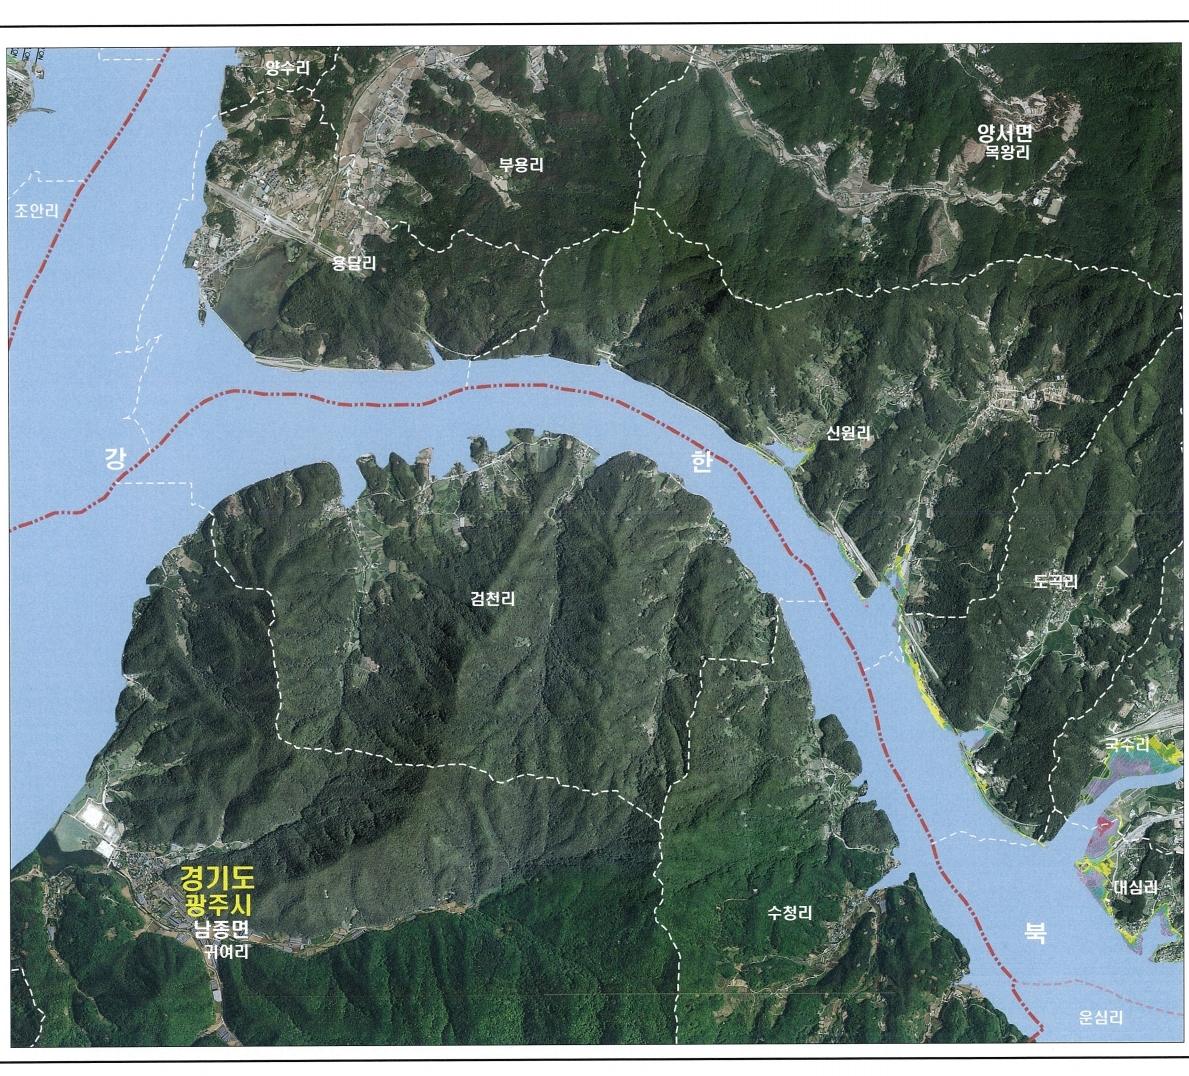 양수리
양서면
목왕리
부용리
조안리
용담리
신원리
강
한
도곡리
검천리
국수리
경기도
광주시
남종면
귀여리
대심리
수청리
북
운심리